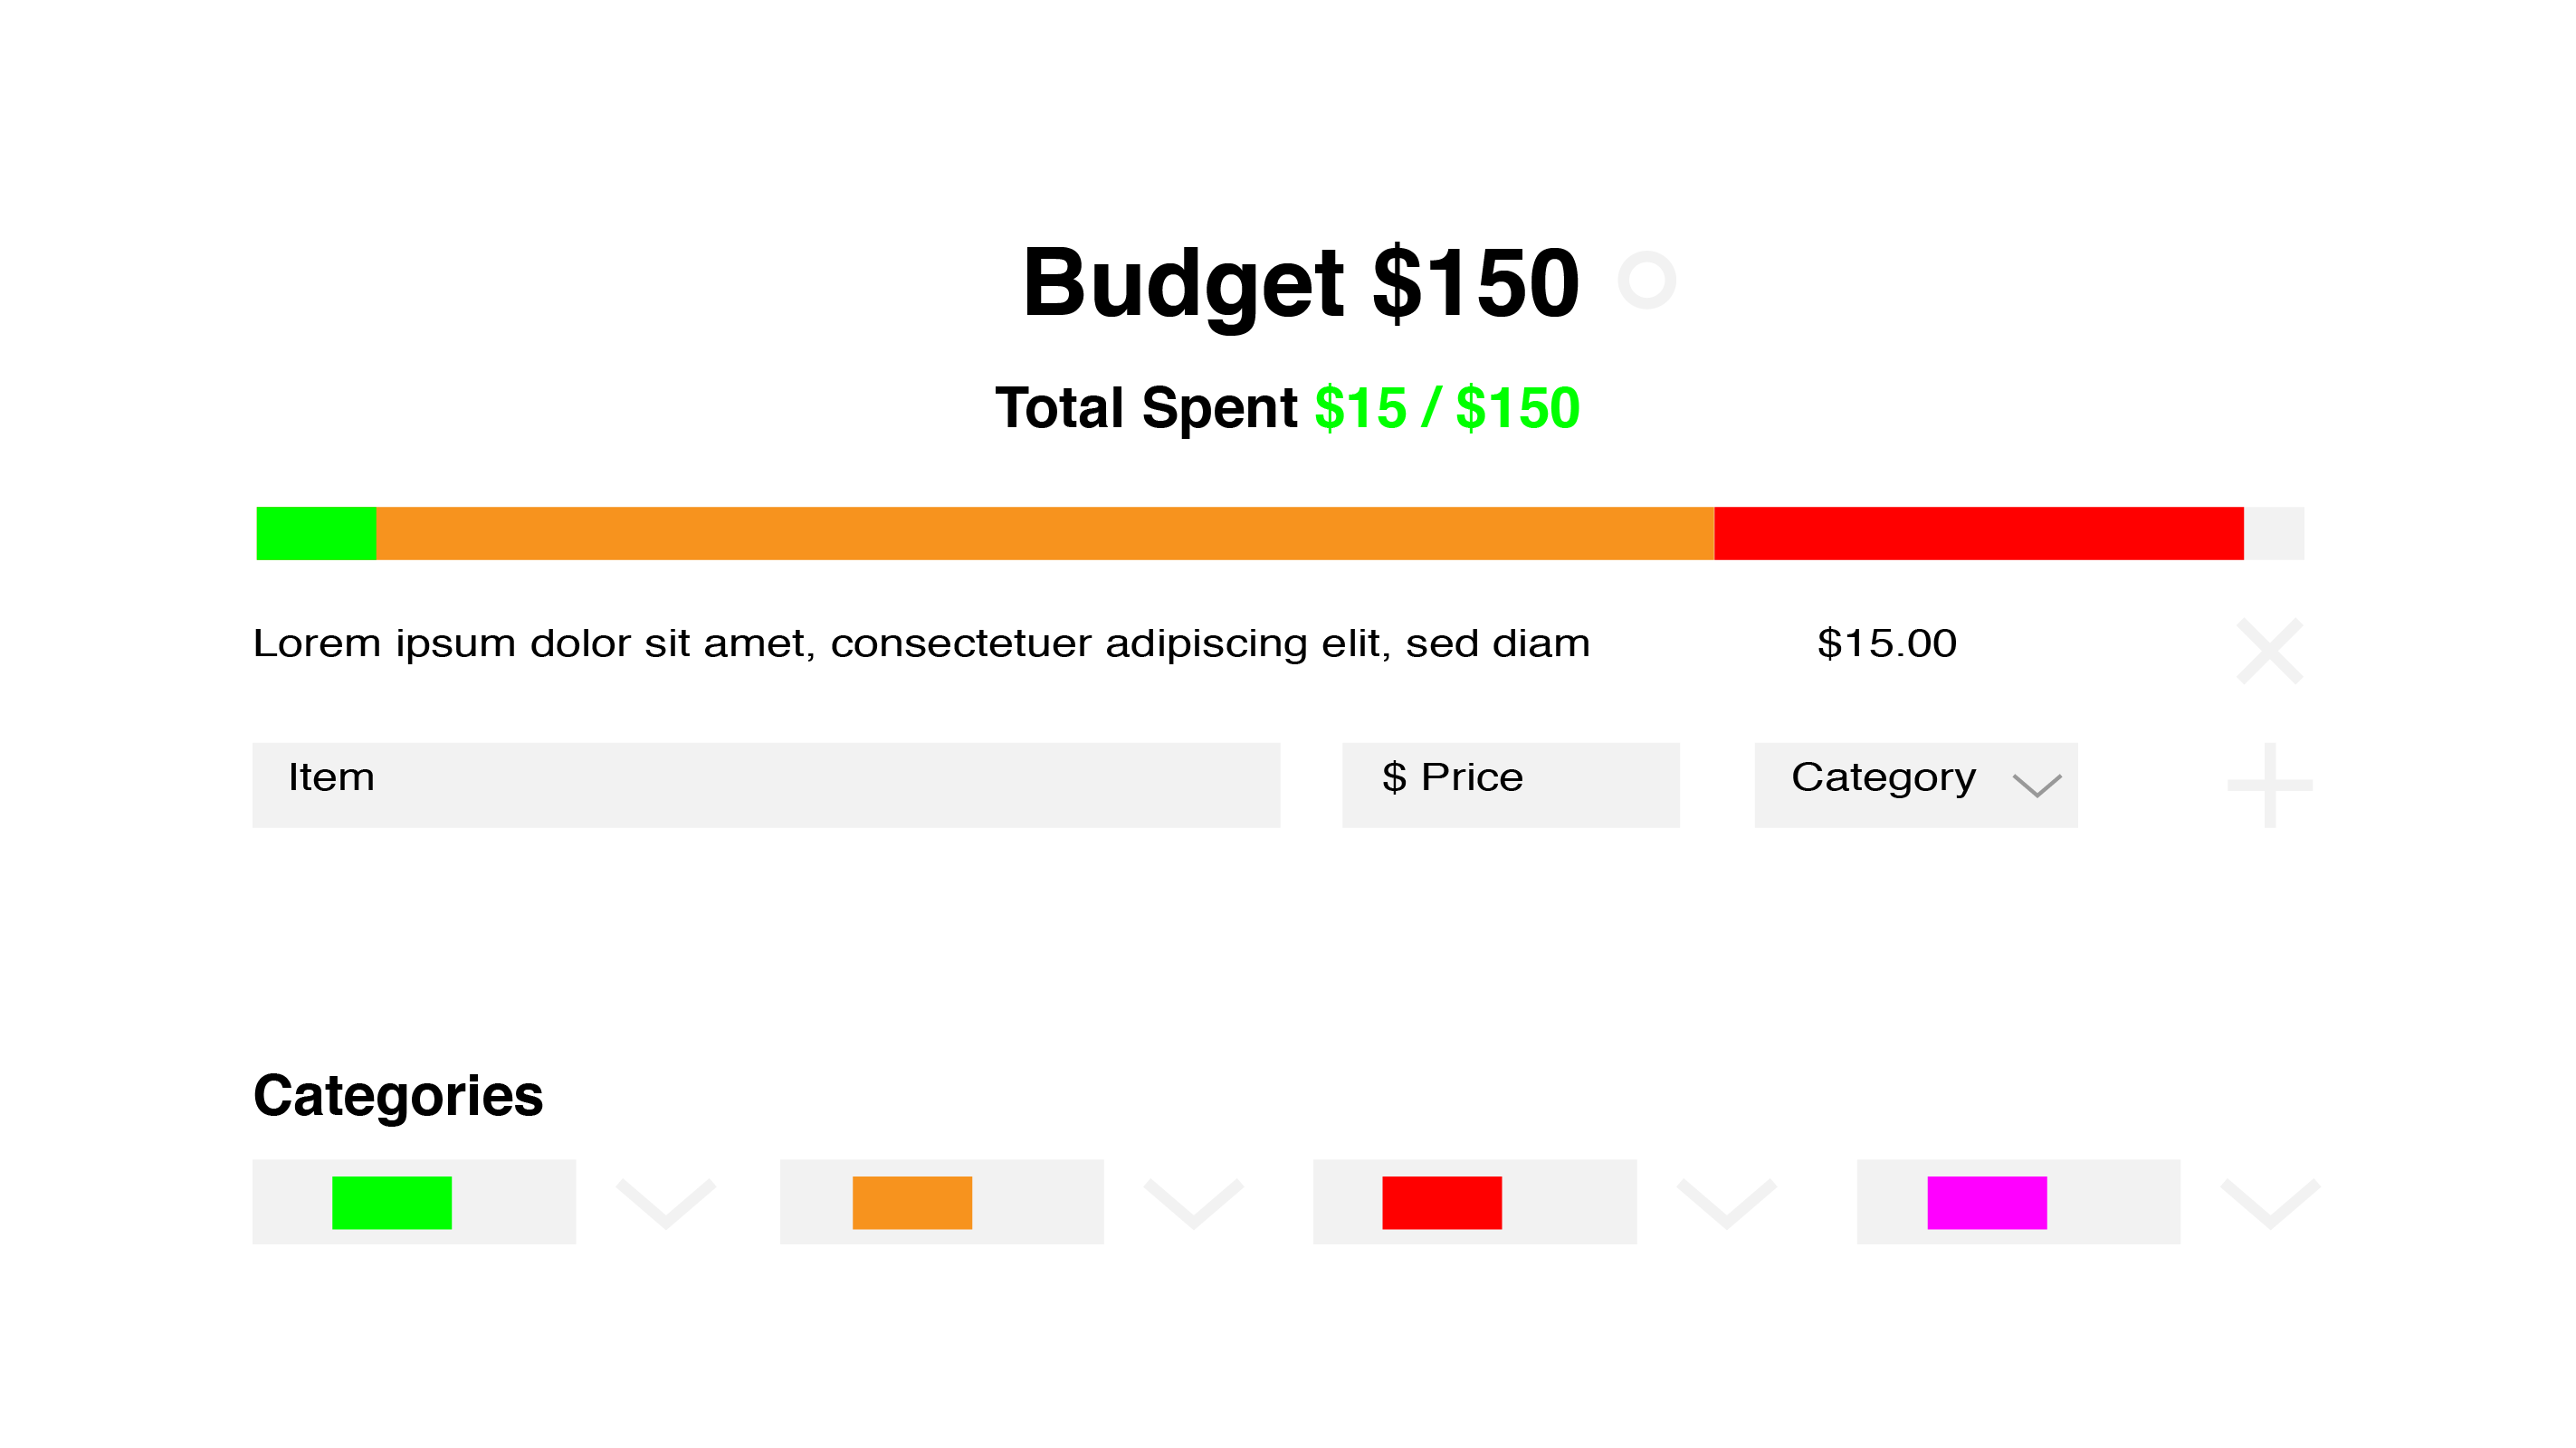 Budget $150
Total Spent $15 / $150
Lorem ipsum dolor sit amet, consectetuer adipiscing elit, sed diam $15.00
Item $ Price Category
Categories